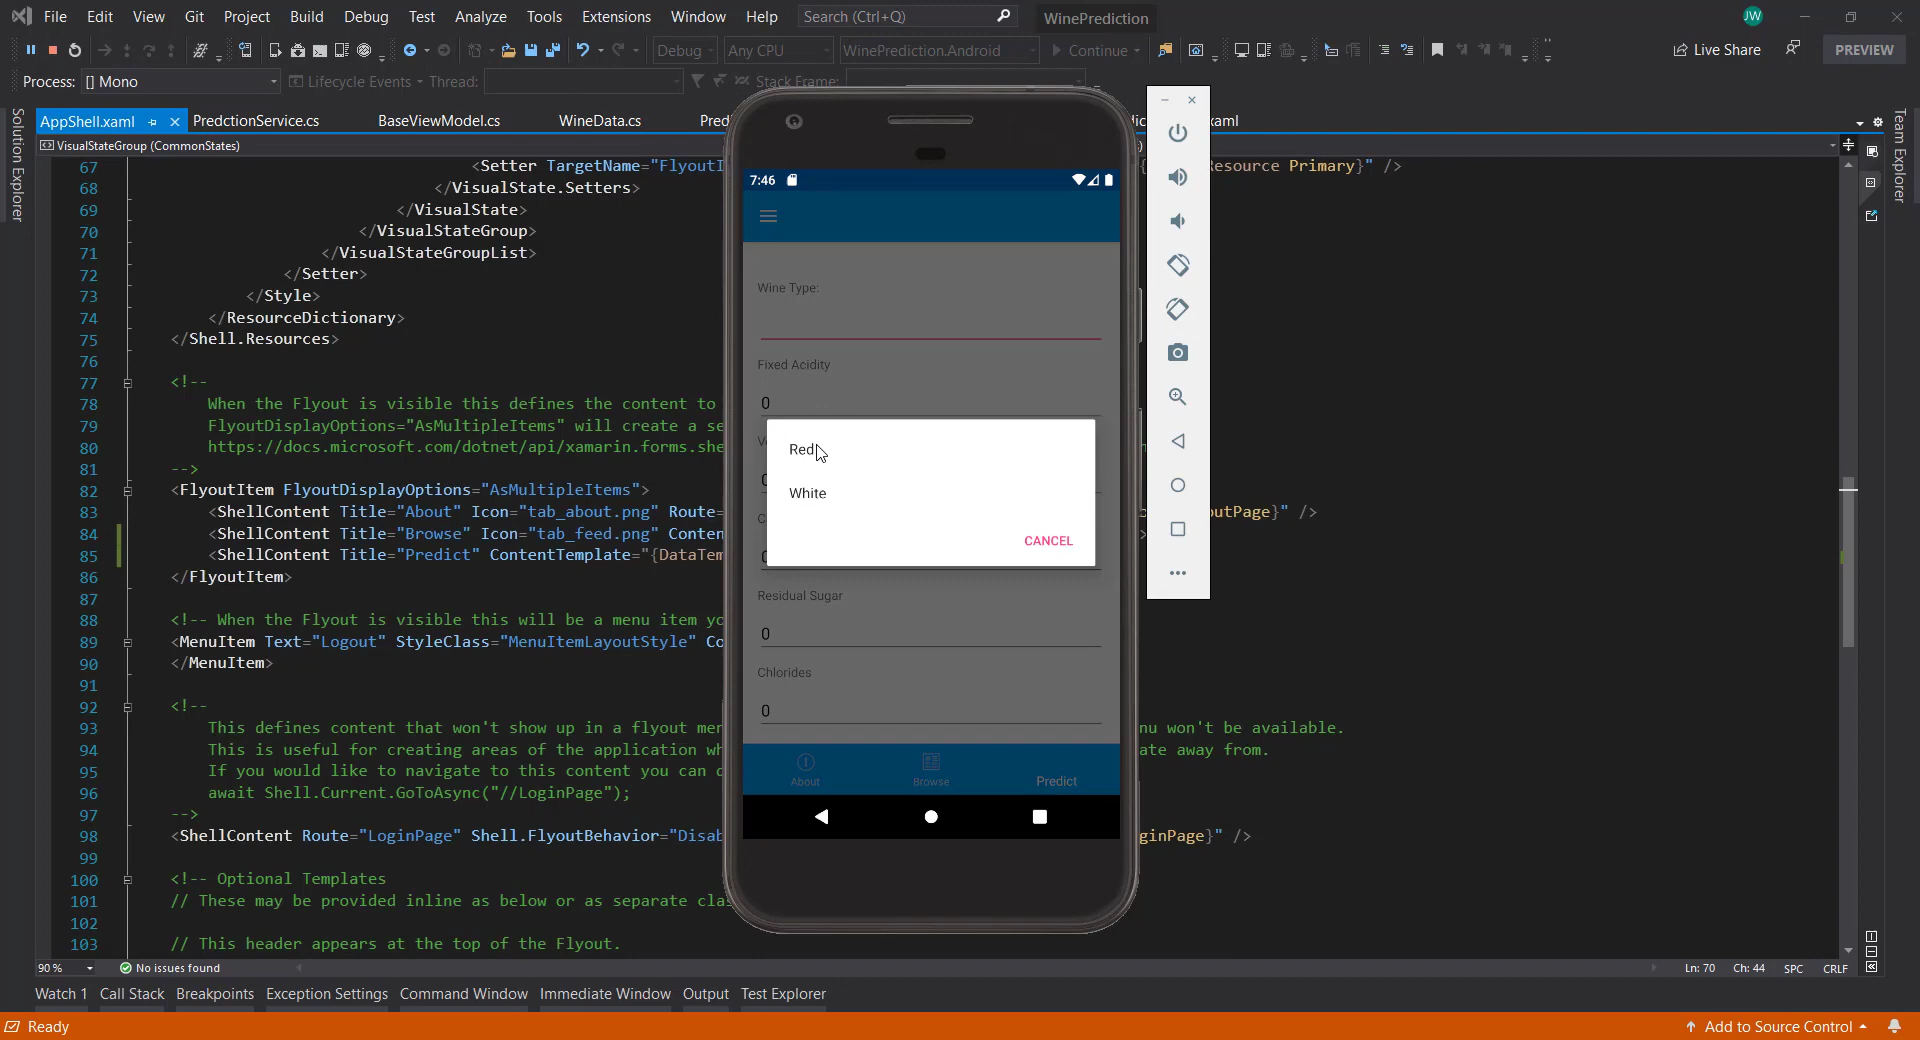 File Edit View Git Project Build Debug Test Analyze Tools Extensions Window Help Search (Ctrl+Q) WinePrediction JW
Debug Any CPU WinePrediction.Android Continue Live Share PREVIEW
Process: [] Mono Lifecycle Events Thread: Stack Frame:
AppShell.xaml PredctionService.cs BaseViewModel.cs WineData.cs
VisualStateGroup (CommonStates)
Solution Explorer
Team Explorer
67 <Setter TargetName="FlyoutI Resource Primary}" />
68 </VisualState.Setters>
69 </VisualState>
70 </VisualStateGroup>
71 </VisualStateGroupList>
72 </Setter>
73 </Style>
74 </ResourceDictionary>
75 </Shell.Resources>
76
77 <!--
78 When the Flyout is visible this defines the content to
79 FlyoutDisplayOptions="AsMultipleItems" will create a se
80 https://docs.microsoft.com/dotnet/api/xamarin.forms.she
81 -->
82 <FlyoutItem FlyoutDisplayOptions="AsMultipleItems">
83 <ShellContent Title="About" Icon="tab_about.png" Route= outPage}" />
84 <ShellContent Title="Browse" Icon="tab_feed.png" Conten >
85 <ShellContent Title="Predict" ContentTemplate="{DataTem
86 </FlyoutItem>
87
88 <!-- When the Flyout is visible this will be a menu item yo
89 <MenuItem Text="Logout" StyleClass="MenuItemLayoutStyle" Co
90 </MenuItem>
91
92 <!--
93 This defines content that won't show up in a flyout men nu won't be available.
94 This is useful for creating areas of the application wh ate away from.
95 If you would like to navigate to this content you can d
96 await Shell.Current.GoToAsync("//LoginPage");
97 -->
98 <ShellContent Route="LoginPage" Shell.FlyoutBehavior="Disab ginPage}" />
99
100 <!-- Optional Templates
101 // These may be provided inline as below or as separate clas
102
103 // This header appears at the top of the Flyout.
7:46
Wine Type:
Fixed Acidity
0
Red
White
CANCEL
Residual Sugar
0
Chlorides
0
About Browse Predict
90 % No issues found Ln: 70 Ch: 44 SPC CRLF
Watch 1 Call Stack Breakpoints Exception Settings Command Window Immediate Window Output Test Explorer
Ready Add to Source Control